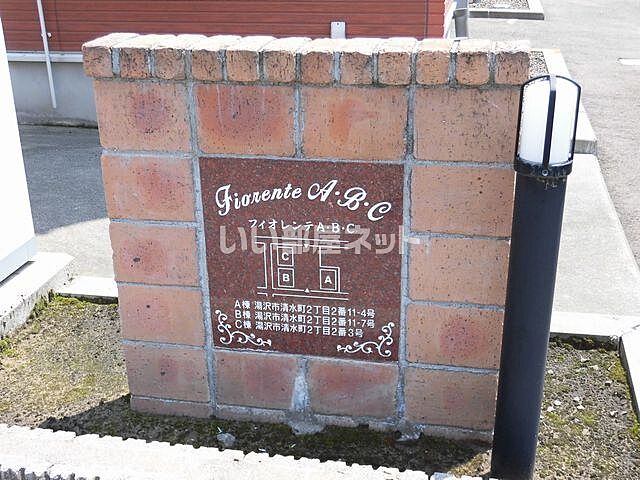 Fiorente A・B・C
フィオレンテA・B・C
いい部屋ネット
C
B
A
A棟 湯沢市清水町2丁目2番11-4号
B棟 湯沢市清水町2丁目2番11-7号
C棟 湯沢市清水町2丁目2番3号